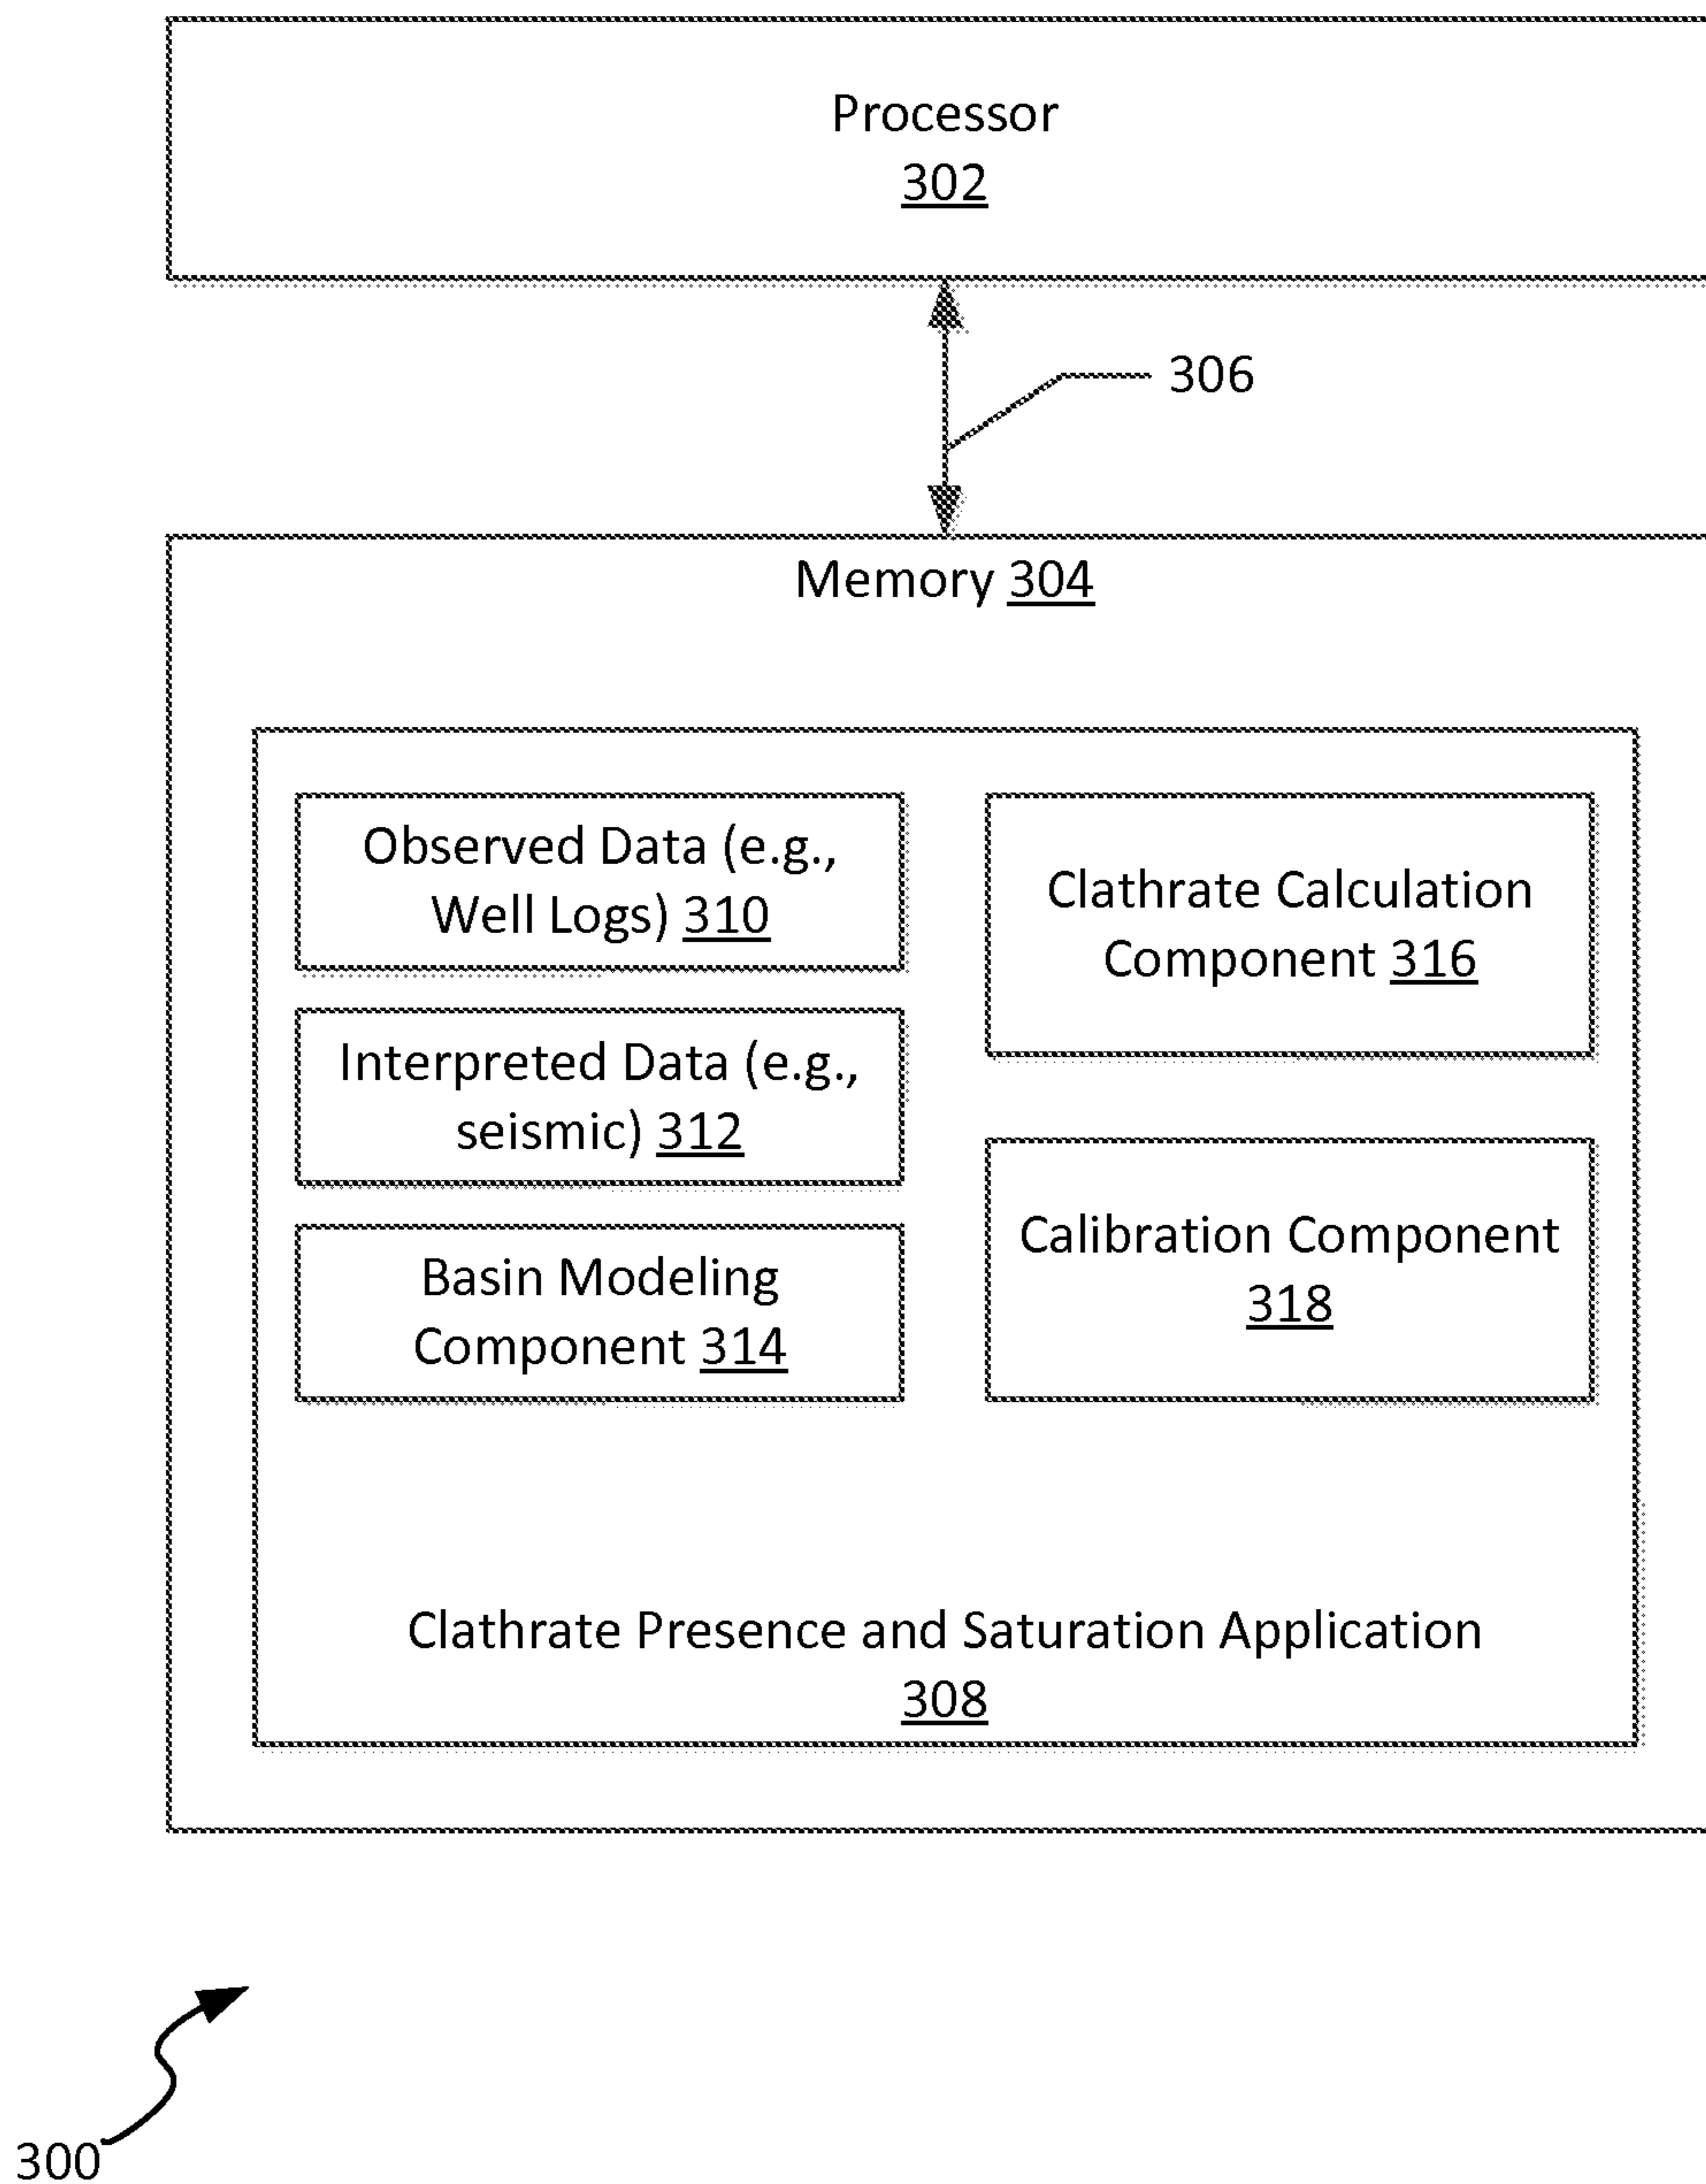 Processor
302
306
Memory 304
Observed Data (e.g.,
Well Logs) 310
Interpreted Data (e.g.,
seismic) 312
Basin Modeling
Component 314
Clathrate Calculation
Component 316
Calibration Component
318
Clathrate Presence and Saturation Application
308
300